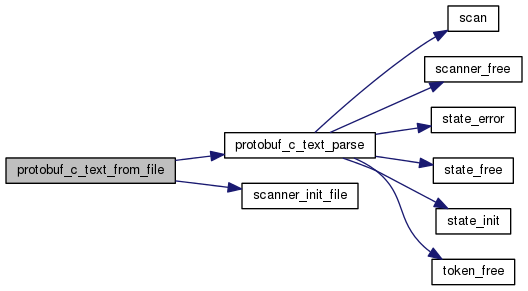 scan
scanner_free
state_error
protobuf_c_text_parse
protobuf_c_text_from_file
state_free
scanner_init_file
state_init
token_free